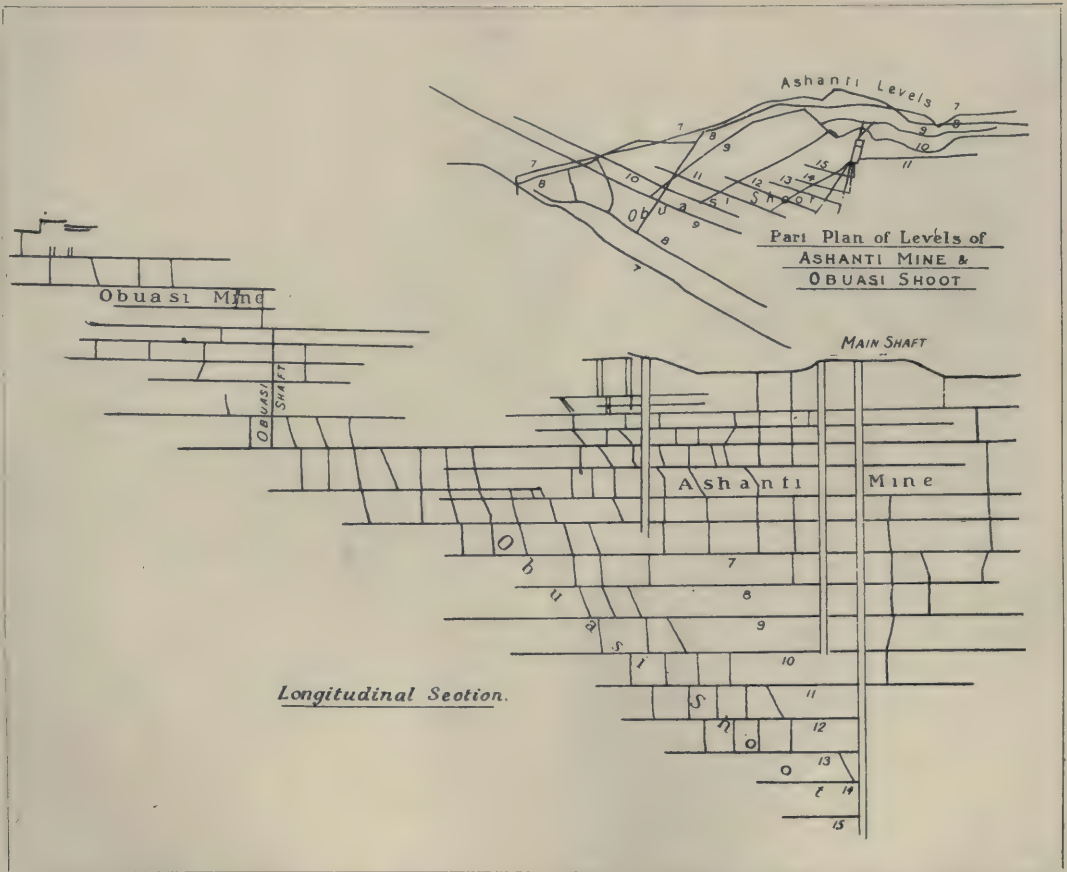 Ashanti Levels
7
8
9
10
11
7
8
9
10
11
12
13
14
15
7
8
Obuasi Shoot
9
8
7
Part Plan of Levels of
ASHANTI MINE &
OBUASI SHOOT
Obuasi Mine
MAIN SHAFT
OBUASI
SHAFT
Ashanti Mine
Obuasi Shoot
7
8
9
10
11
12
13
14
15
Longitudinal Section.